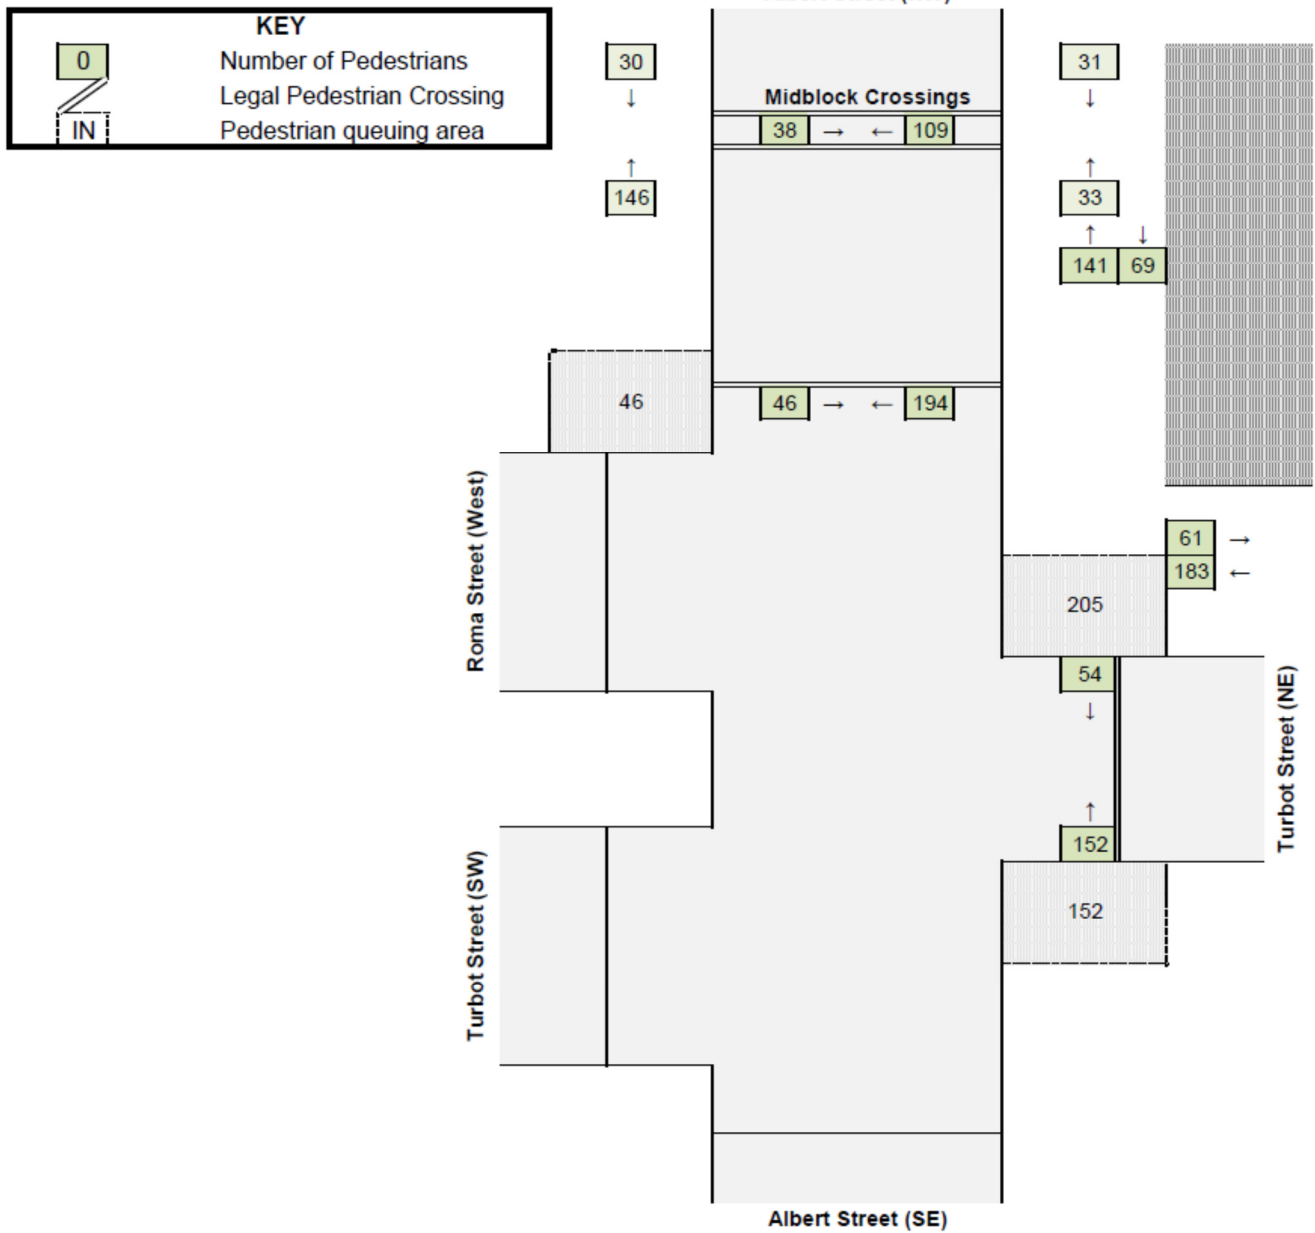 KEY
0 Number of Pedestrians
Legal Pedestrian Crossing
IN Pedestrian queuing area
30 31
↓ ↓
Midblock Crossings
38 → ← 109
↑ ↑
146 33
↑ ↓
141 69
46
46 → ← 194
Roma Street (West)
61 →
183 ←
205
54
↓
Turbot Street (NE)
↑
152
152
Turbot Street (SW)
Albert Street (SE)